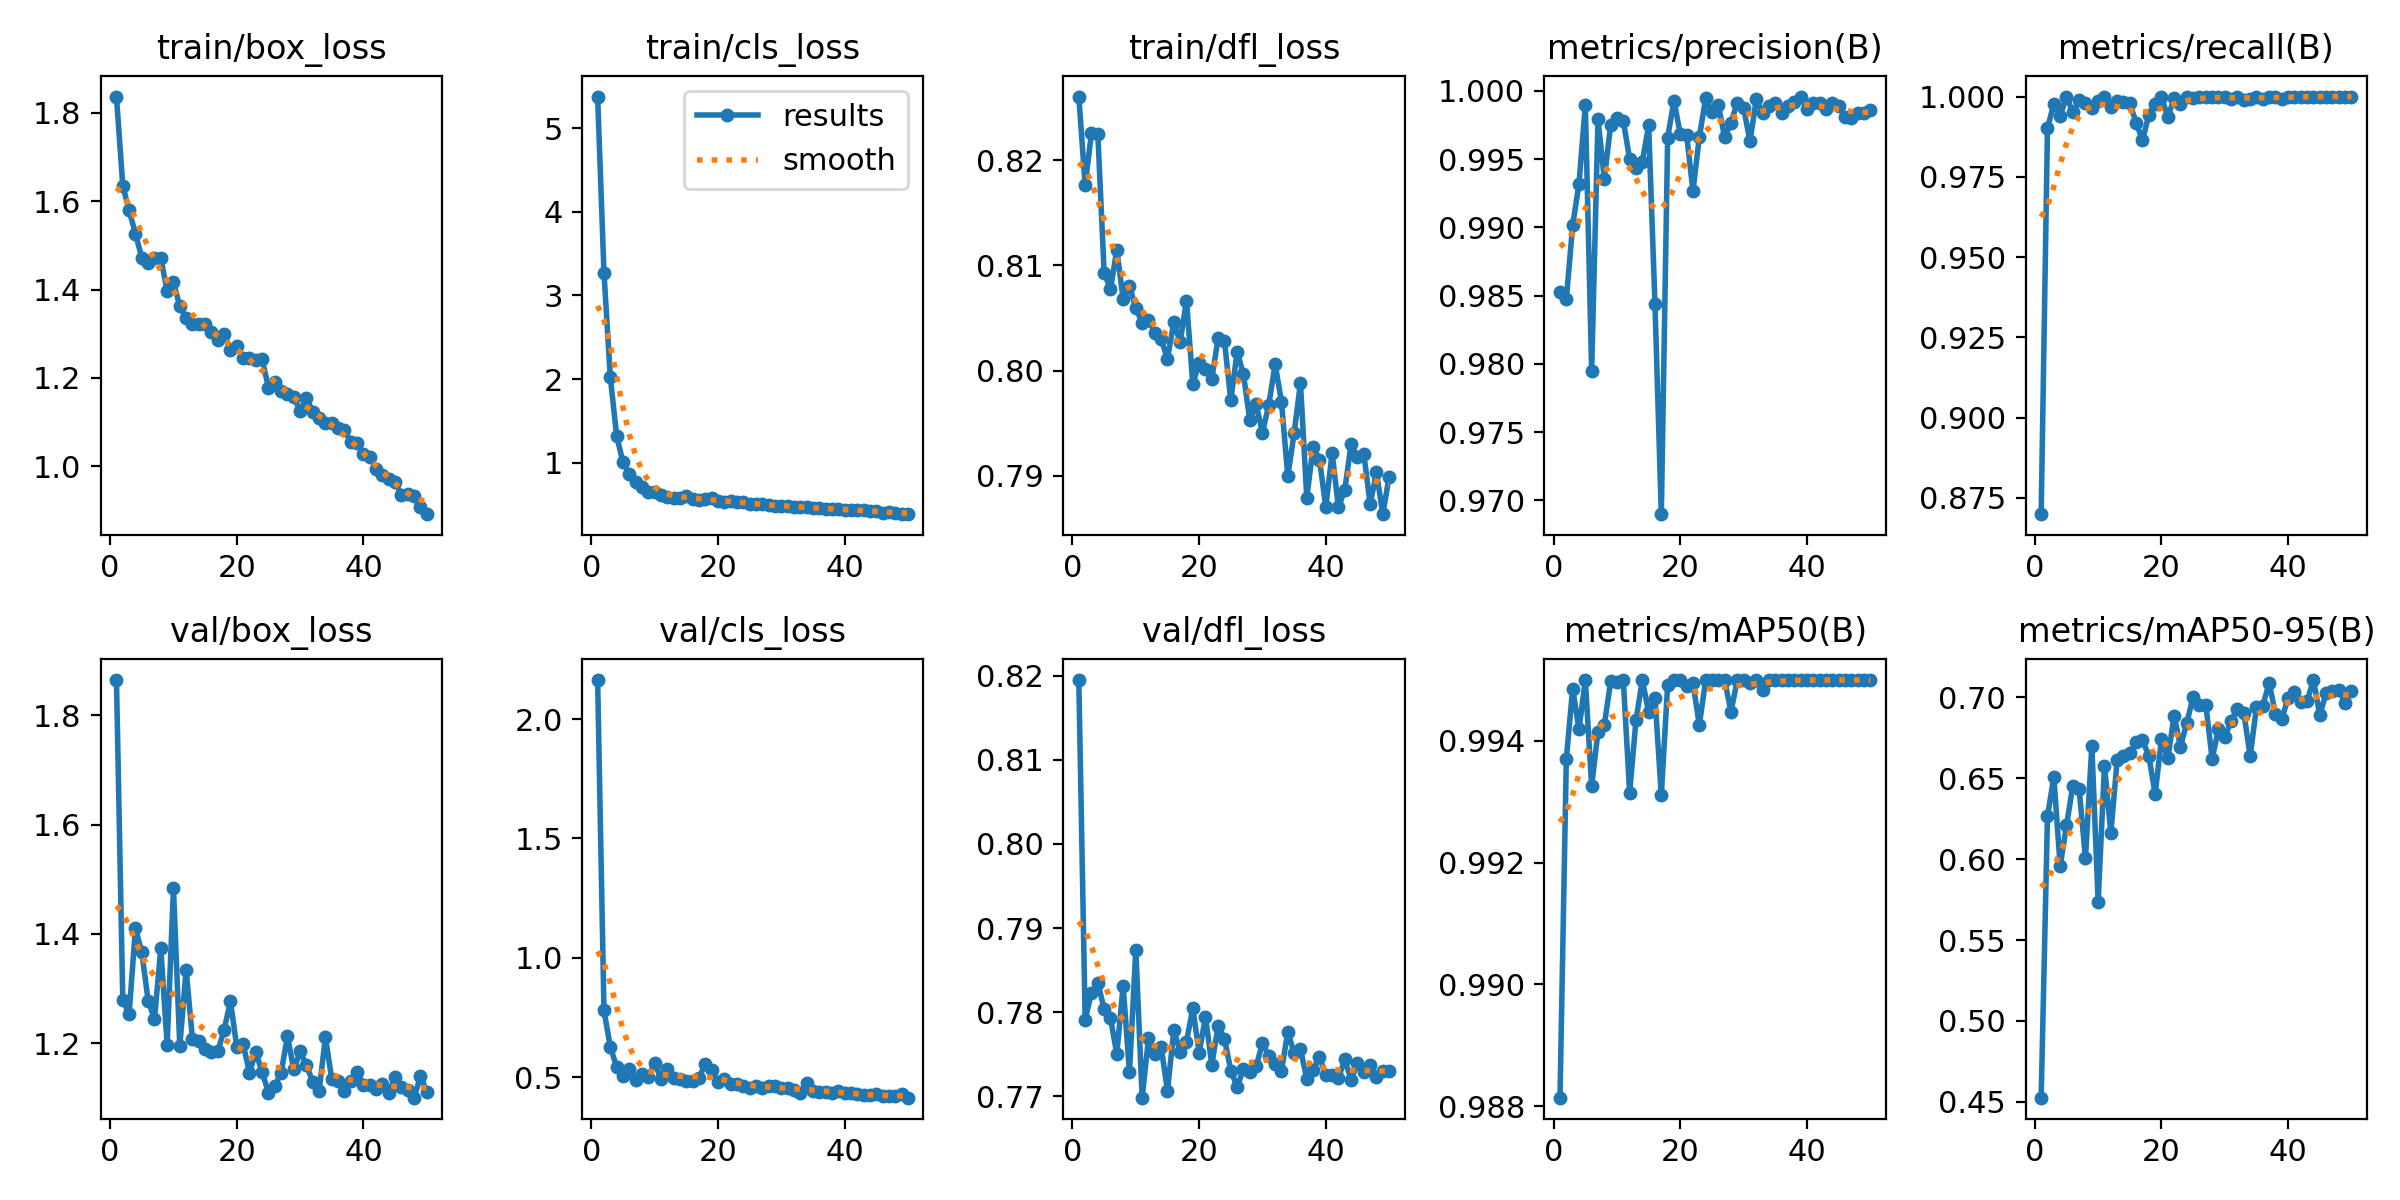 train/box_loss
1.8
1.6
1.4
1.2
1.0
0 20 40
train/cls_loss
results
smooth
5
4
3
2
1
0 20 40
train/dfl_loss
0.82
0.81
0.80
0.79
0 20 40
metrics/precision(B)
1.000
0.995
0.990
0.985
0.980
0.975
0.970
0 20 40
metrics/recall(B)
1.000
0.975
0.950
0.925
0.900
0.875
0 20 40
val/box_loss
1.8
1.6
1.4
1.2
0 20 40
val/cls_loss
2.0
1.5
1.0
0.5
0 20 40
val/dfl_loss
0.82
0.81
0.80
0.79
0.78
0.77
0 20 40
metrics/mAP50(B)
0.994
0.992
0.990
0.988
0 20 40
metrics/mAP50-95(B)
0.70
0.65
0.60
0.55
0.50
0.45
0 20 40